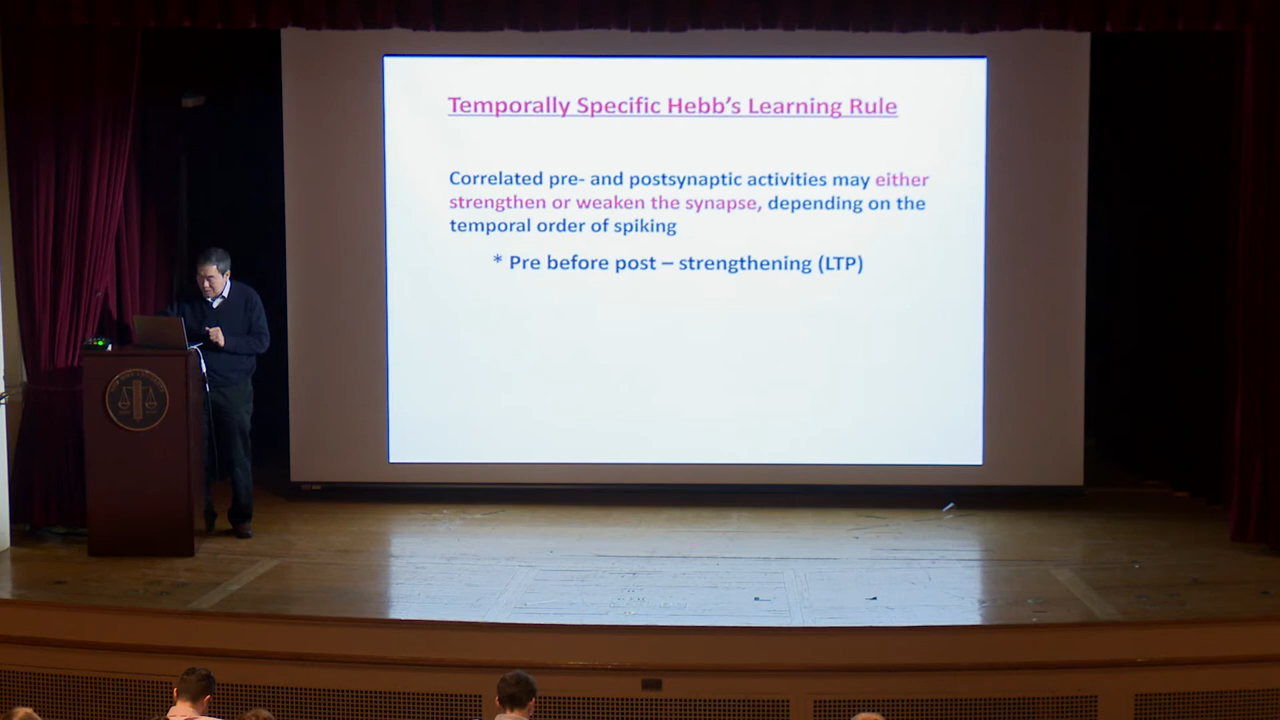 Temporally Specific Hebb's Learning Rule
Correlated pre- and postsynaptic activities may either
strengthen or weaken the synapse, depending on the
temporal order of spiking
* Pre before post – strengthening (LTP)